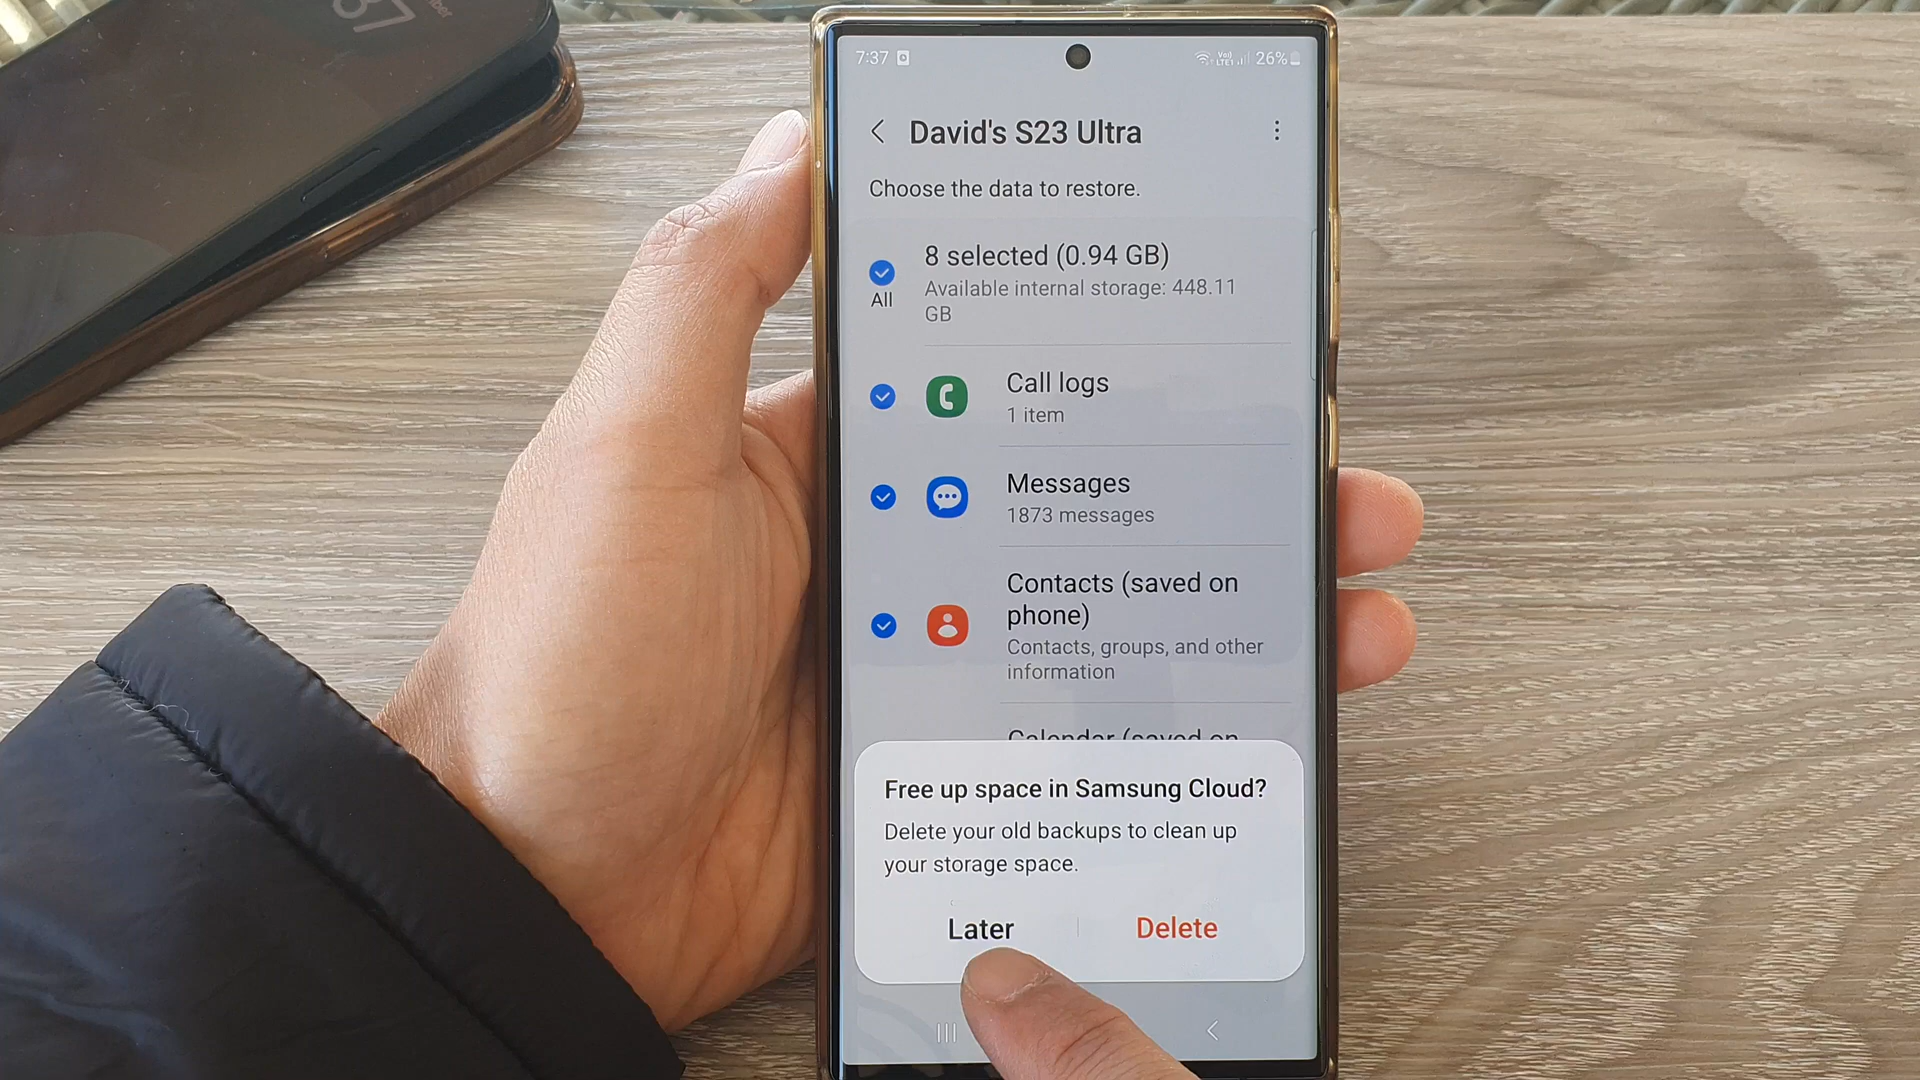 7:37
26%
David's S23 Ultra
Choose the data to restore.
8 selected (0.94 GB)
Available internal storage: 448.11
GB
All
Call logs
1 item
Messages
1873 messages
Contacts (saved on
phone)
Contacts, groups, and other
information
Calendar (saved on
Free up space in Samsung Cloud?
Delete your old backups to clean up
your storage space.
Later
Delete